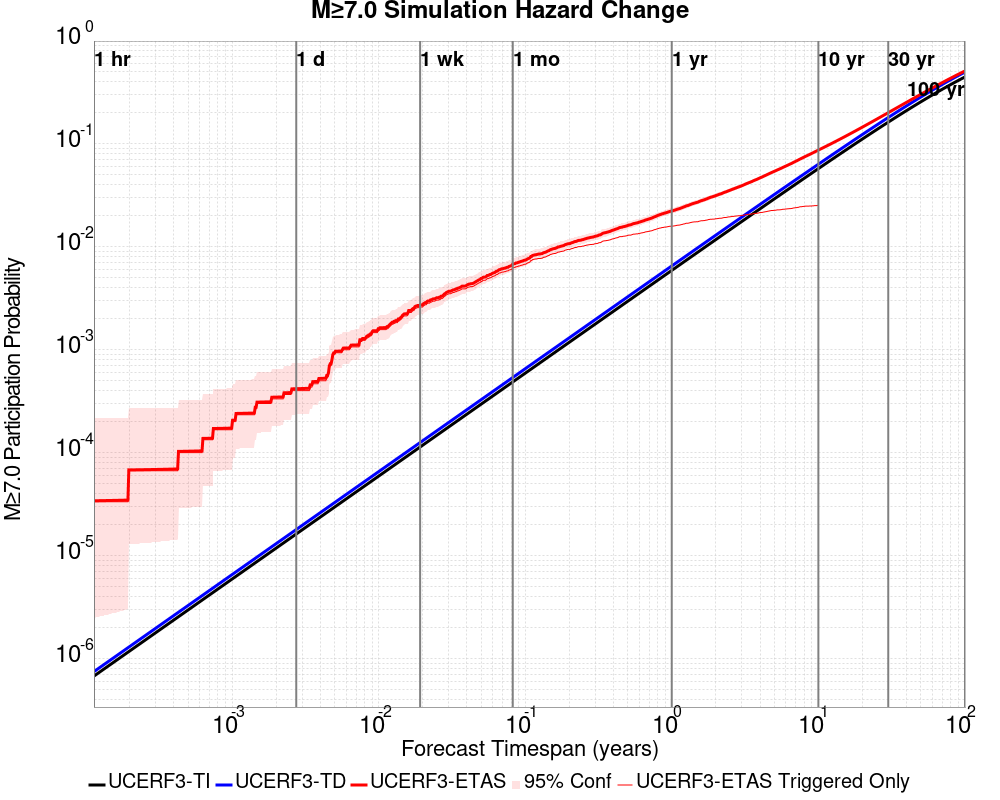 M≥7.0 Simulation Hazard Change
1 hr
1 d
1 wk
1 mo
1 yr
10 yr
30 yr
100 yr
10^0
10^-1
10^-2
10^-3
10^-4
10^-5
10^-6
M≥7.0 Participation Probability
10^-3
10^-2
10^-1
10^0
10^1
10^2
Forecast Timespan (years)
UCERF3-TI UCERF3-TD UCERF3-ETAS 95% Conf UCERF3-ETAS Triggered Only